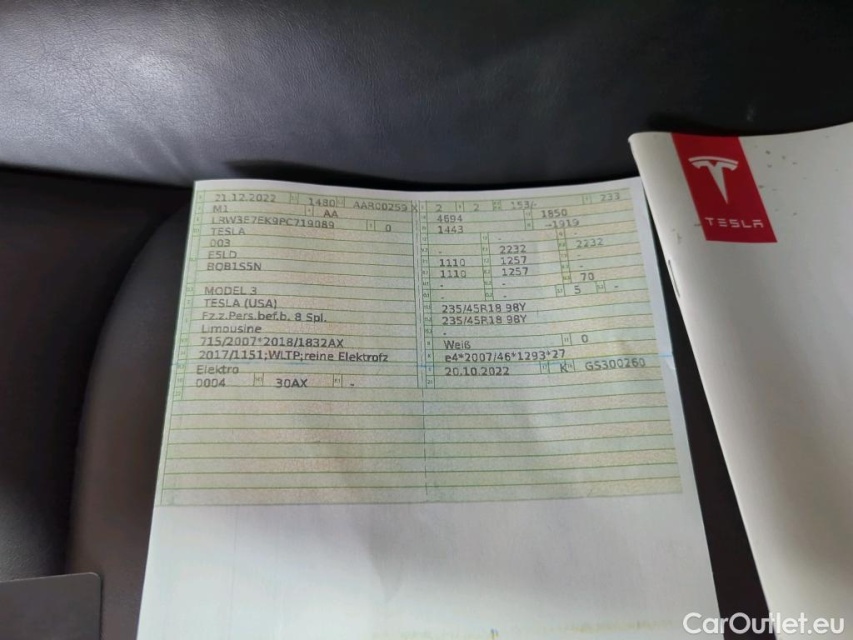 21.12.2022 1480 AAR00259 X 2 2 153/- 233
M1 AA 4694 1850
LRW3E7EK9PC719089 0 1443 -1919
TESLA - -
003 - 2232 2232
E5LD 1110 1257 -
BQB1S5N 1110 1257 70
- - 5 -
MODEL 3 235/45R18 98Y
TESLA (USA) 235/45R18 98Y
Fz.z.Pers.bef.b. 8 Spl. -
Limousine Weiß 0
715/2007*2018/1832AX e4*2007/46*1293*27
2017/1151;WLTP;reine Elektrofz 20.10.2022 K GS300260
Elektro
0004 30AX -
TESLA
CarOutlet.eu